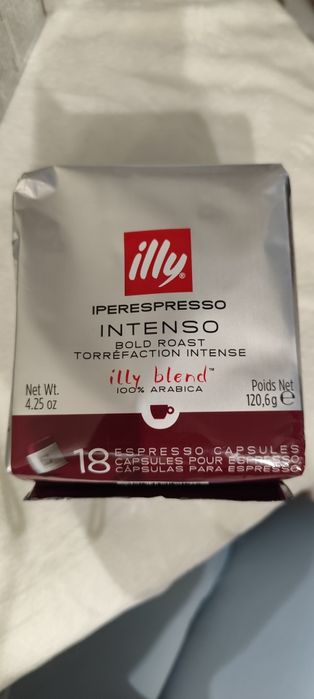 illy
IPERESPRESSO
INTENSO
BOLD ROAST
TORRÉFACTION INTENSE
illy blend™
100% ARABICA
Net Wt.
4.25 oz
Poids Net
120,6g ℮
18 ESPRESSO CAPSULES
CAPSULES POUR ESPRESSO
CÁPSULAS PARA ESPRESSO